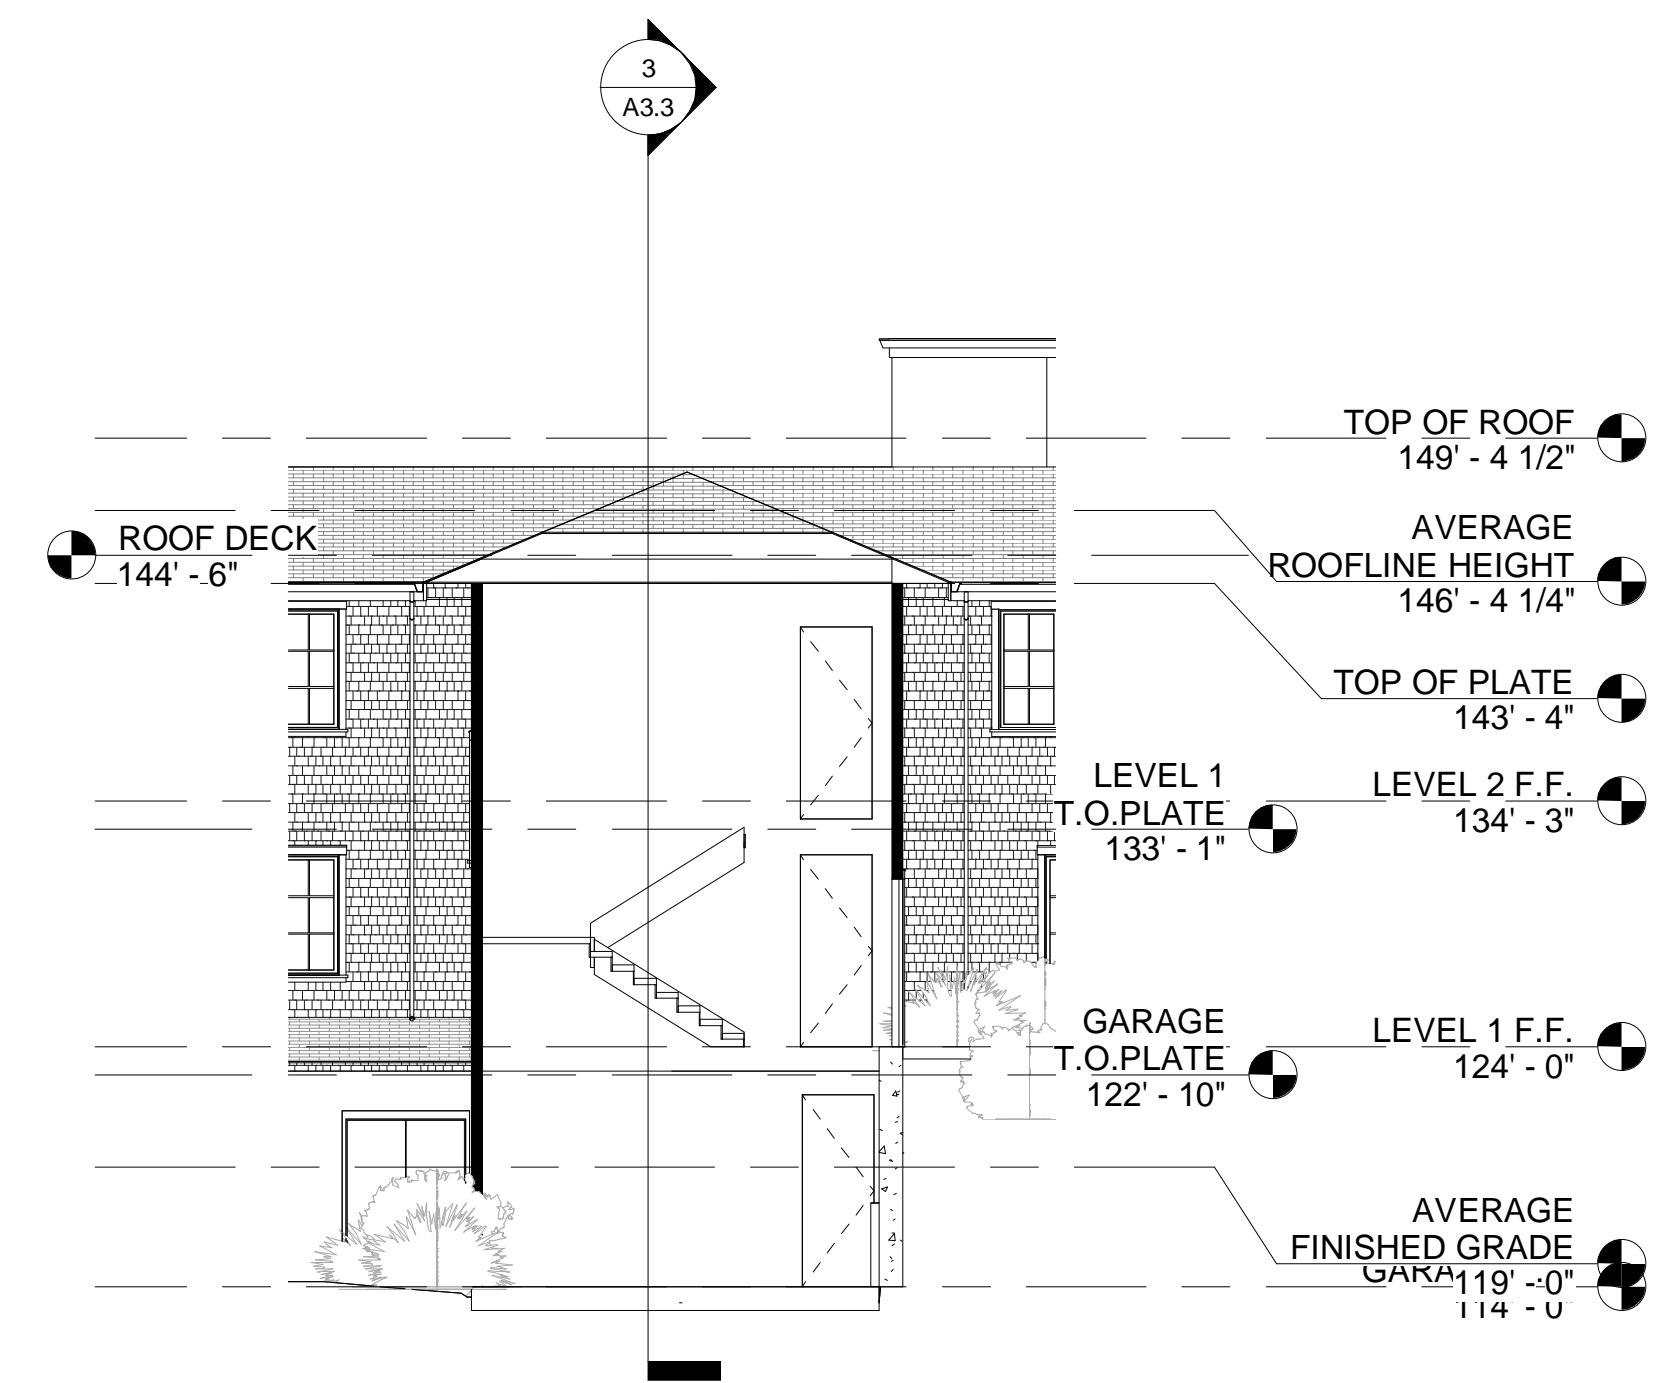 3
A3.3
TOP OF ROOF
149' - 4 1/2"
ROOF DECK
144' - 6"
AVERAGE
ROOFLINE HEIGHT
146' - 4 1/4"
TOP OF PLATE
143' - 4"
LEVEL 1
T.O.PLATE
133' - 1"
LEVEL 2 F.F.
134' - 3"
GARAGE
T.O.PLATE
122' - 10"
LEVEL 1 F.F.
124' - 0"
AVERAGE
FINISHED GRADE
119' - 0"
114' - 0"